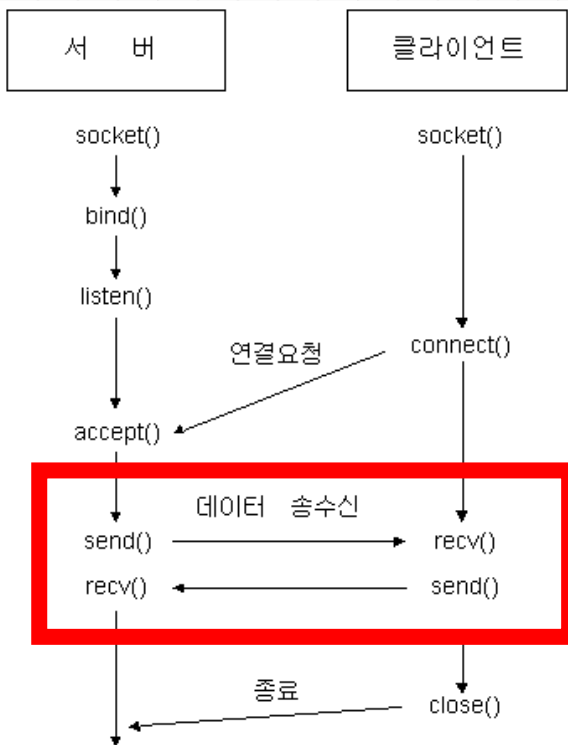 서 버
클라이언트
socket()
socket()
bind()
listen()
connect()
연결요청
accept()
데이터 송수신
send()
recv()
recv()
send()
종료
close()